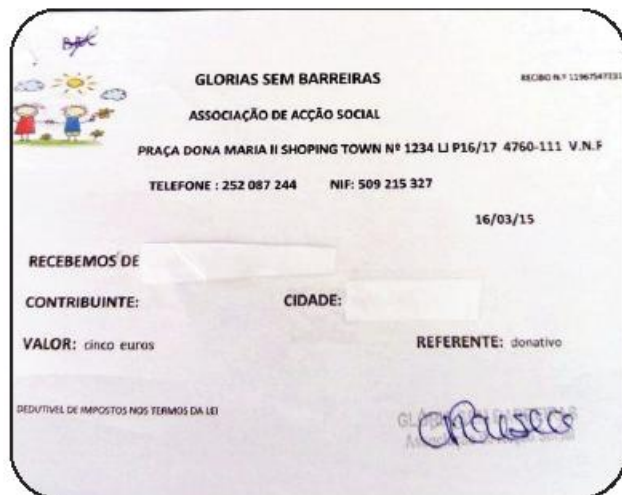 GLORIAS SEM BARREIRAS
RECIBO N.º
ASSOCIAÇÃO DE ACÇÃO SOCIAL
PRAÇA DONA MARIA II SHOPING TOWN Nº 1234 LJ P16/17 4760-111 V.N.F
TELEFONE : 252 087 244 NIF: 509 215 327
16/03/15
RECEBEMOS DE
CONTRIBUINTE: CIDADE:
VALOR: cinco euros REFERENTE: donativo
DEDUTIVEL DE IMPOSTOS NOS TERMOS DA LEI